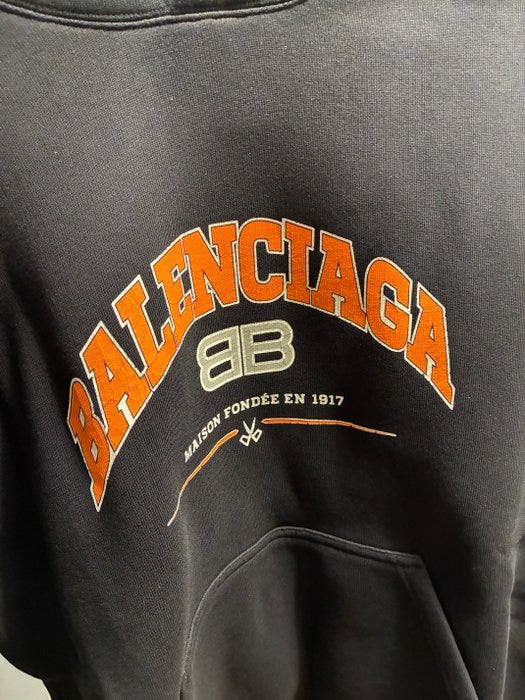 BALENCIAGA
BB
MAISON FONDÉE EN 1917